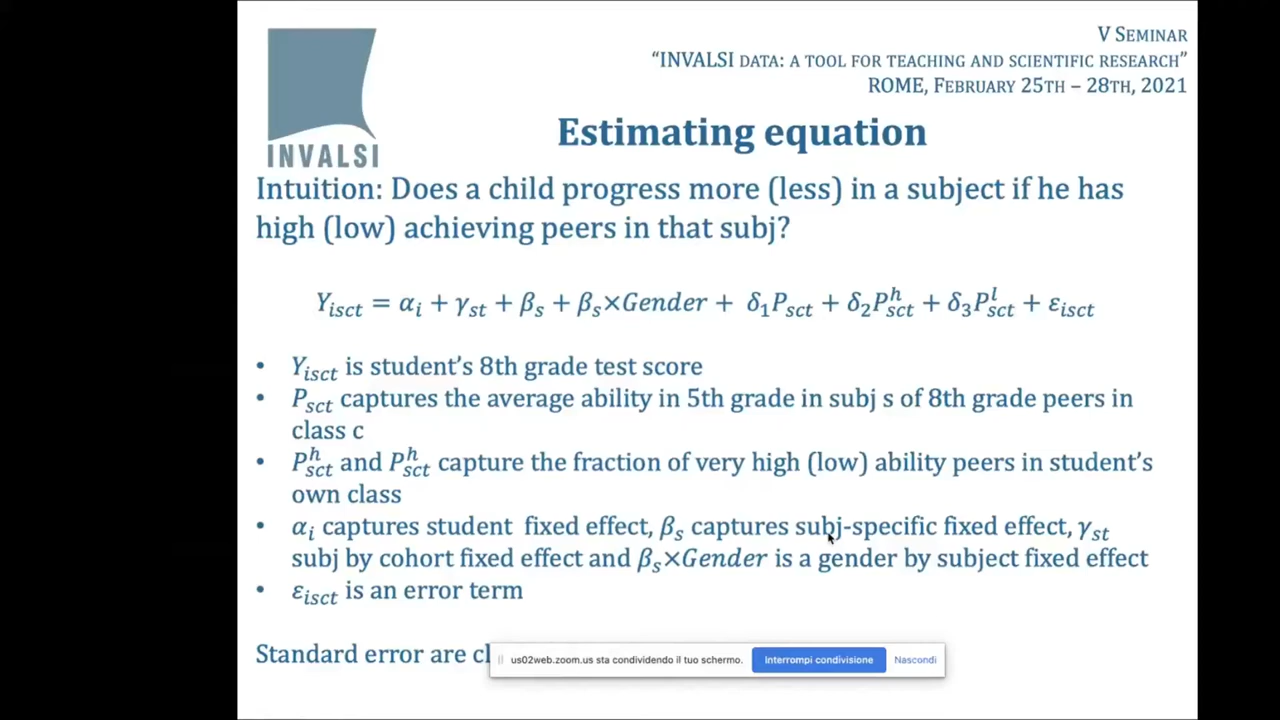 V SEMINAR
“INVALSI DATA: A TOOL FOR TEACHING AND SCIENTIFIC RESEARCH”
ROME, FEBRUARY 25TH – 28TH, 2021
INVALSI
Estimating equation
Intuition: Does a child progress more (less) in a subject if he has
high (low) achieving peers in that subj?
Y_isct = α_i + γ_st + β_s + β_s×Gender + δ_1P_sct + δ_2P^h_sct + δ_3P^l_sct + ε_isct
• Y_isct is student’s 8th grade test score
• P_sct captures the average ability in 5th grade in subj s of 8th grade peers in
class c
• P^h_sct and P^h_sct capture the fraction of very high (low) ability peers in student’s
own class
• α_i captures student fixed effect, β_s captures subj-specific fixed effect, γ_st
subj by cohort fixed effect and β_s×Gender is a gender by subject fixed effect
• ε_isct is an error term
Standard error are cl
us02web.zoom.us sta condividendo il tuo schermo.
Interrompi condivisione
Nascondi